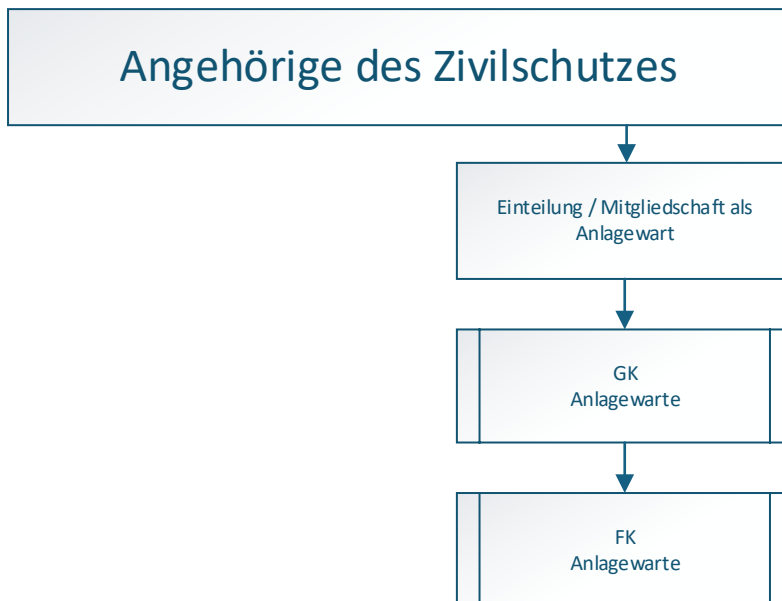 Angehörige des Zivilschutzes
Einteilung / Mitgliedschaft als
Anlagewart
GK
Anlagewarte
FK
Anlagewarte